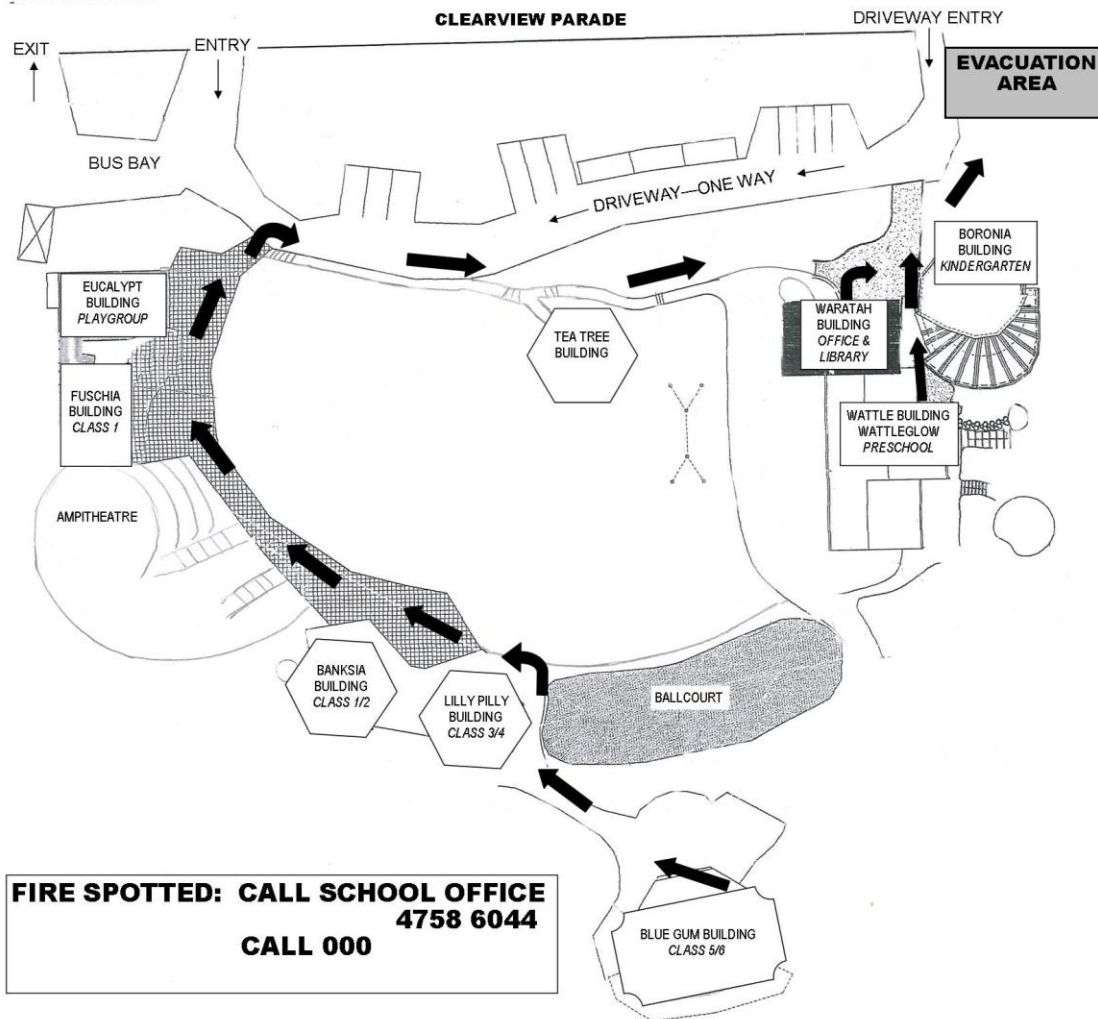 CLEARVIEW PARADE
DRIVEWAY ENTRY
EXIT
ENTRY
EVACUATION
AREA
BUS BAY
DRIVEWAY—ONE WAY
BORONIA
BUILDING
KINDERGARTEN
EUCALYPT
BUILDING
PLAYGROUP
WARATAH
BUILDING
OFFICE &
LIBRARY
TEA TREE
BUILDING
FUSCHIA
BUILDING
CLASS 1
WATTLE BUILDING
WATTLEGLOW
PRESCHOOL
AMPITHEATRE
BANKSIA
BUILDING
CLASS 1/2
LILLY PILLY
BUILDING
CLASS 3/4
BALLCOURT
FIRE SPOTTED: CALL SCHOOL OFFICE
4758 6044
CALL 000
BLUE GUM BUILDING
CLASS 5/6